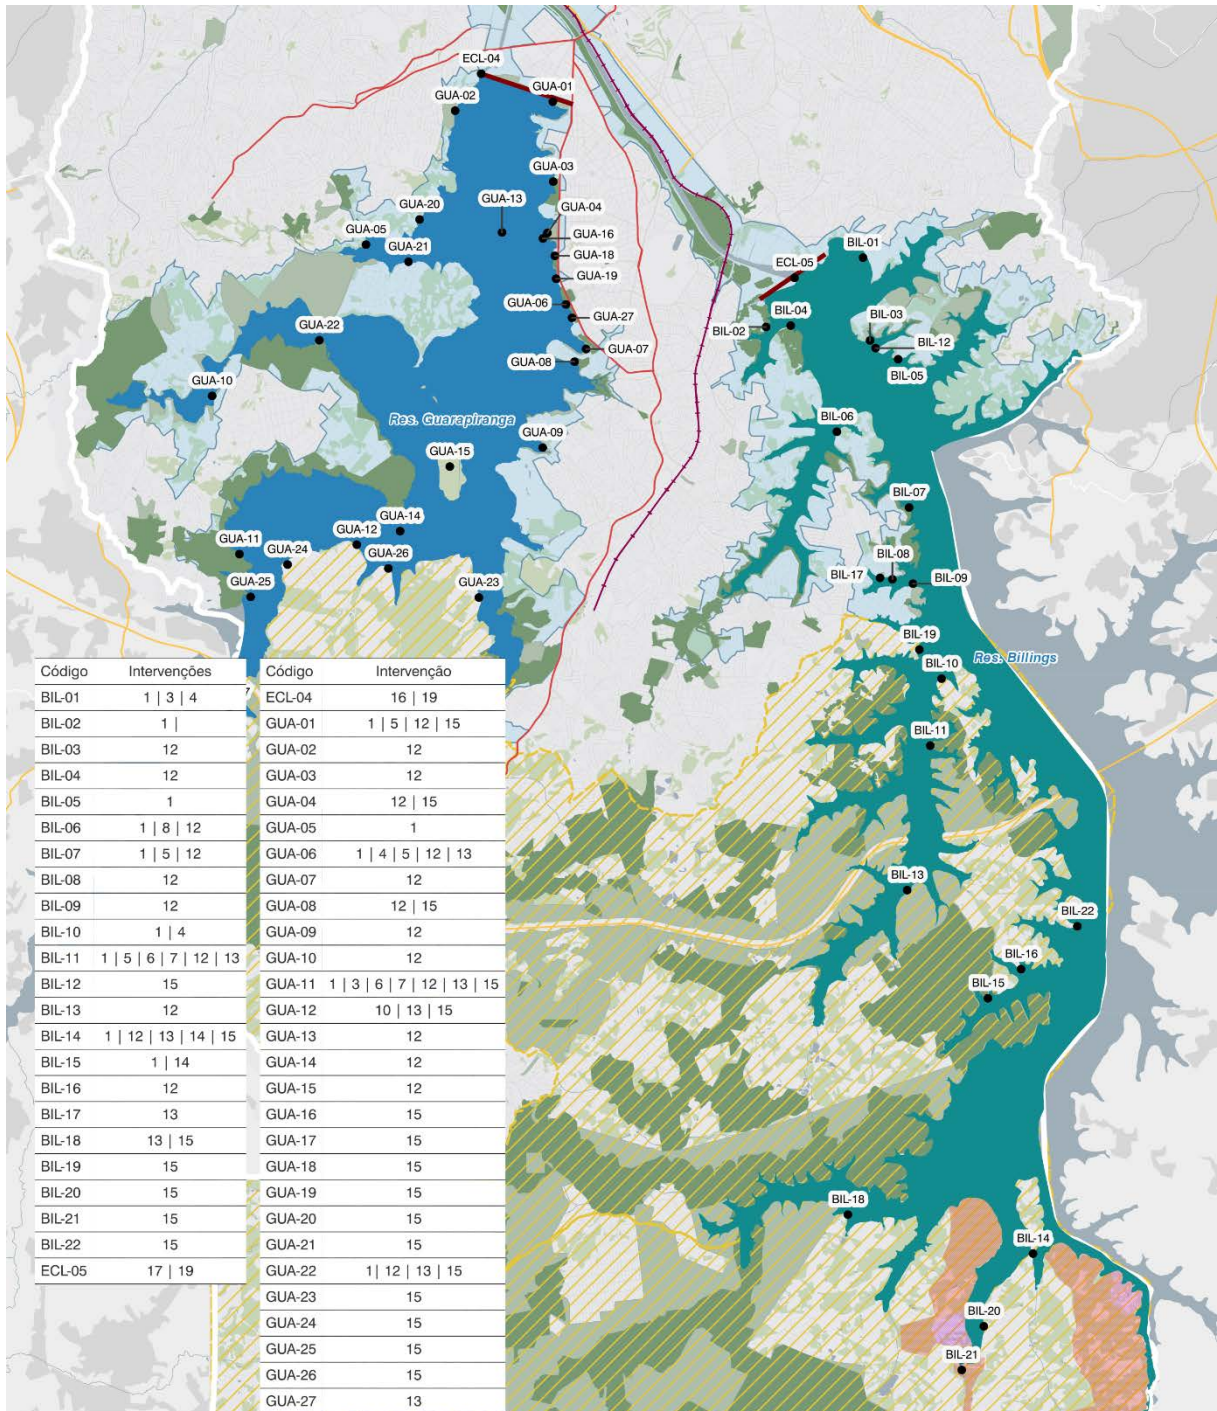 ECL-04
GUA-01
GUA-02
GUA-03
GUA-13
GUA-04
GUA-20
GUA-16
GUA-05
GUA-21
GUA-18
GUA-19
GUA-06
GUA-27
GUA-22
GUA-07
GUA-08
GUA-10
Res. Guarapiranga
GUA-09
GUA-15
GUA-14
GUA-12
GUA-11
GUA-24
GUA-26
GUA-25
GUA-23
BIL-01
ECL-05
BIL-03
BIL-04
BIL-02
BIL-12
BIL-05
BIL-06
BIL-07
BIL-08
BIL-17
BIL-09
BIL-19
Res. Billings
BIL-10
BIL-11
BIL-13
BIL-22
BIL-16
BIL-15
BIL-18
BIL-14
BIL-20
BIL-21
Código Intervenções
BIL-01 1 | 3 | 4
BIL-02 1 |
BIL-03 12
BIL-04 12
BIL-05 1
BIL-06 1 | 8 | 12
BIL-07 1 | 5 | 12
BIL-08 12
BIL-09 12
BIL-10 1 | 4
BIL-11 1 | 5 | 6 | 7 | 12 | 13
BIL-12 15
BIL-13 12
BIL-14 1 | 12 | 13 | 14 | 15
BIL-15 1 | 14
BIL-16 12
BIL-17 13
BIL-18 13 | 15
BIL-19 15
BIL-20 15
BIL-21 15
BIL-22 15
ECL-05 17 | 19
Código Intervenção
ECL-04 16 | 19
GUA-01 1 | 5 | 12 | 15
GUA-02 12
GUA-03 12
GUA-04 12 | 15
GUA-05 1
GUA-06 1 | 4 | 5 | 12 | 13
GUA-07 12
GUA-08 12 | 15
GUA-09 12
GUA-10 12
GUA-11 1 | 3 | 6 | 7 | 12 | 13 | 15
GUA-12 10 | 13 | 15
GUA-13 12
GUA-14 12
GUA-15 12
GUA-16 15
GUA-17 15
GUA-18 15
GUA-19 15
GUA-20 15
GUA-21 15
GUA-22 1| 12 | 13 | 15
GUA-23 15
GUA-24 15
GUA-25 15
GUA-26 15
GUA-27 13